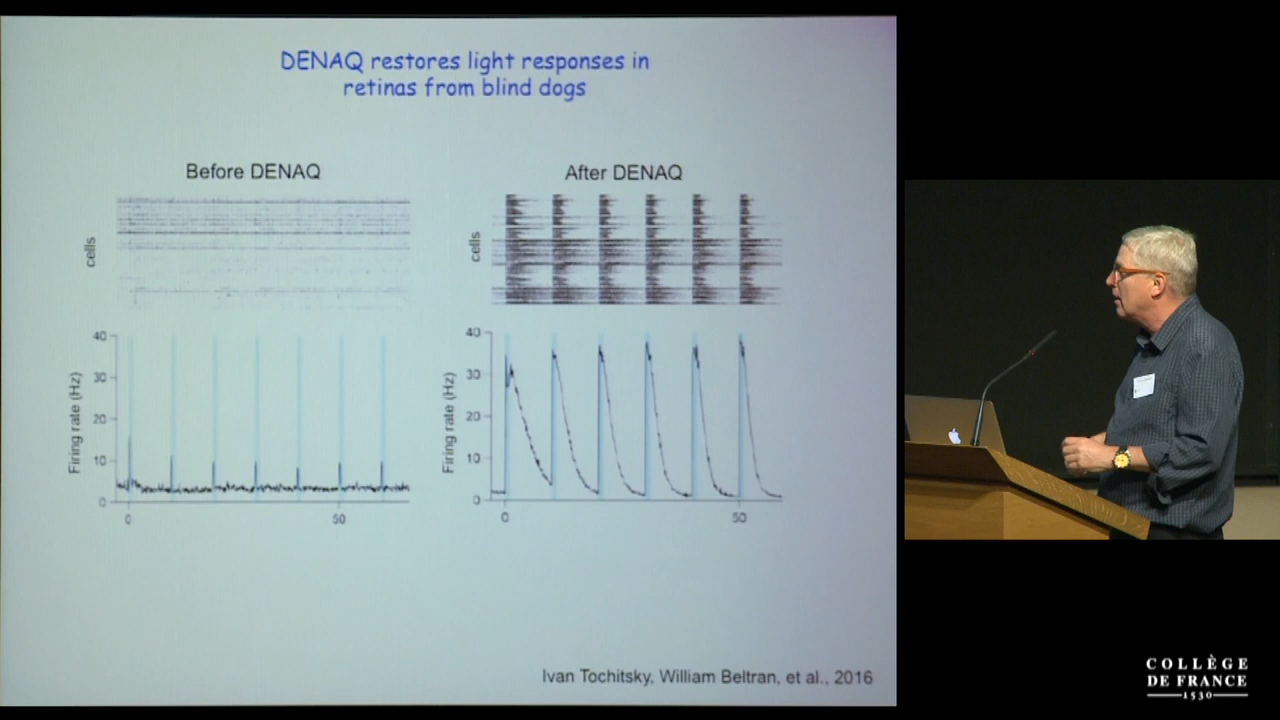 DENAQ restores light responses in
retinas from blind dogs
Before DENAQ
After DENAQ
cells
cells
Firing rate (Hz)
40
30
20
10
0
0
50
Firing rate (Hz)
40
30
20
10
0
0
50
Ivan Tochitsky, William Beltran, et al., 2016
COLLÈGE
DE FRANCE
1530